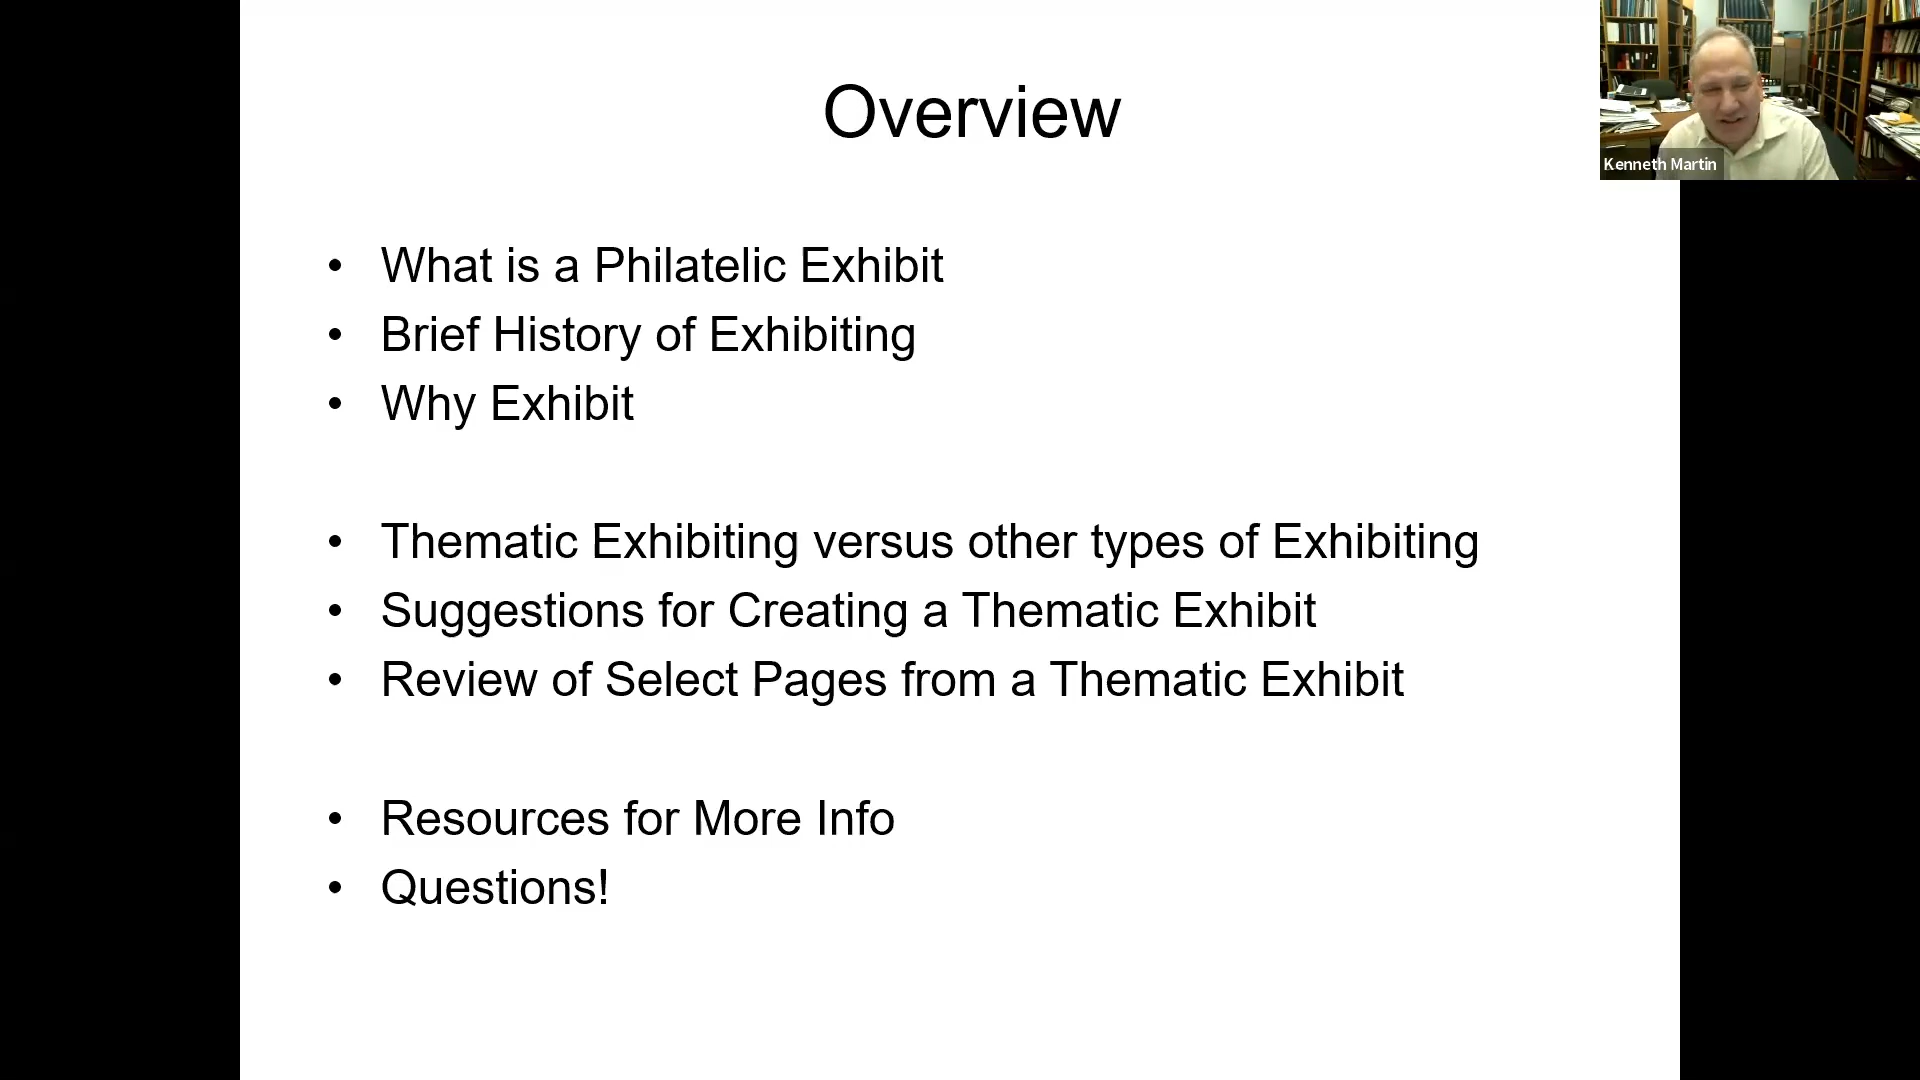 Overview
Kenneth Martin
• What is a Philatelic Exhibit
• Brief History of Exhibiting
• Why Exhibit
• Thematic Exhibiting versus other types of Exhibiting
• Suggestions for Creating a Thematic Exhibit
• Review of Select Pages from a Thematic Exhibit
• Resources for More Info
• Questions!